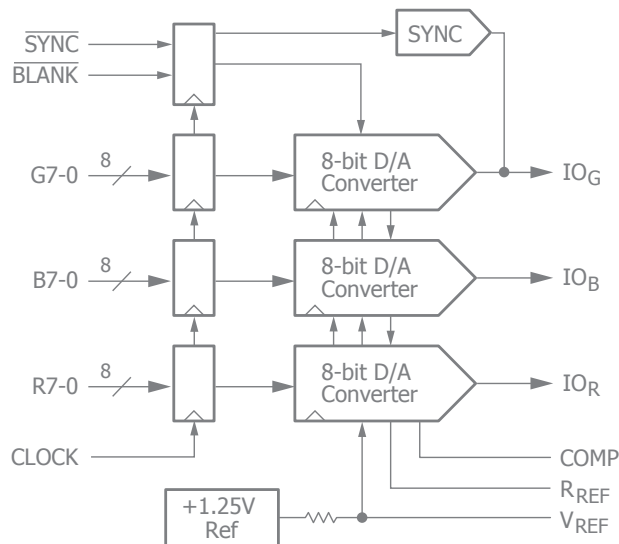 SYNC
SYNC
BLANK
G7-0
8
8-bit D/A
Converter
IOG
B7-0
8
8-bit D/A
Converter
IOB
R7-0
8
8-bit D/A
Converter
IOR
CLOCK
COMP
RREF
+1.25V
Ref
VREF